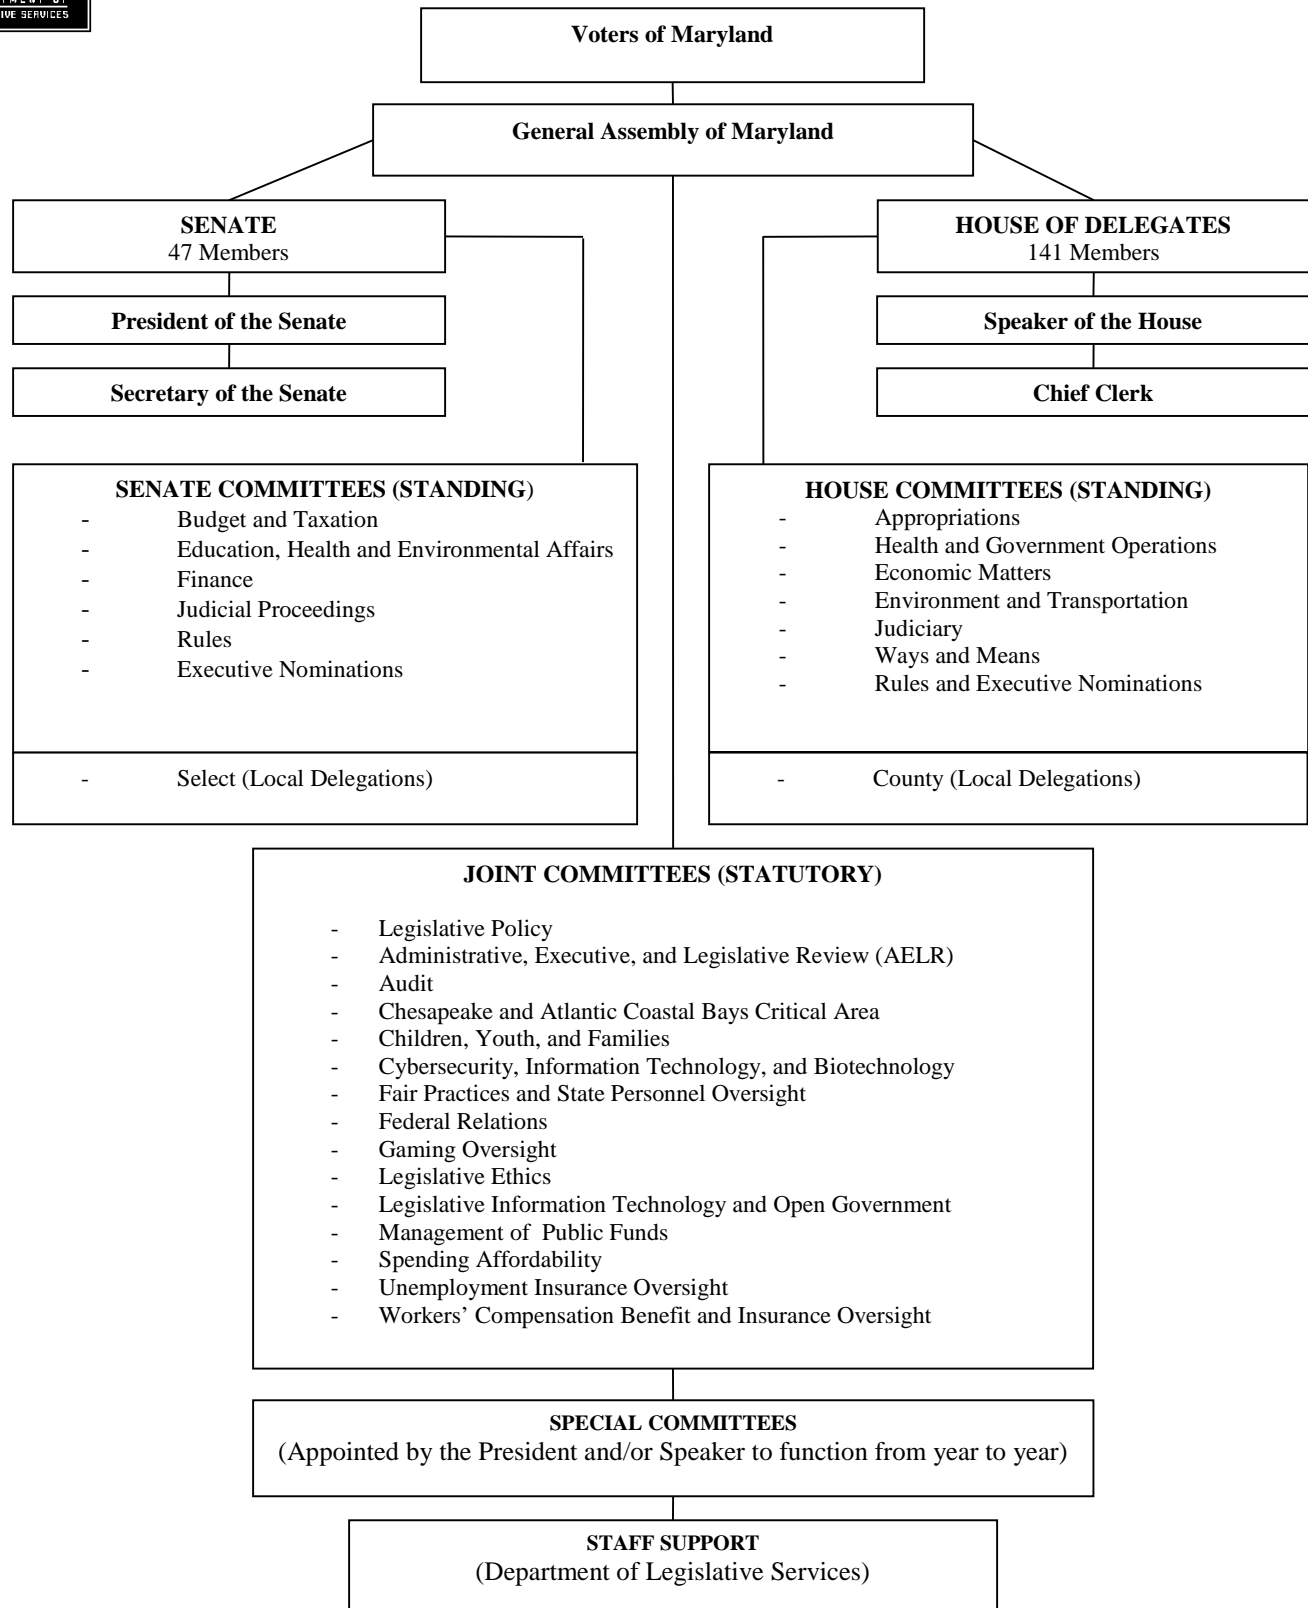 IVE SERVICES
Voters of Maryland
General Assembly of Maryland
SENATE
47 Members
HOUSE OF DELEGATES
141 Members
President of the Senate
Speaker of the House
Secretary of the Senate
Chief Clerk
SENATE COMMITTEES (STANDING)
- Budget and Taxation
- Education, Health and Environmental Affairs
- Finance
- Judicial Proceedings
- Rules
- Executive Nominations
- Select (Local Delegations)
HOUSE COMMITTEES (STANDING)
- Appropriations
- Health and Government Operations
- Economic Matters
- Environment and Transportation
- Judiciary
- Ways and Means
- Rules and Executive Nominations
- County (Local Delegations)
JOINT COMMITTEES (STATUTORY)
- Legislative Policy
- Administrative, Executive, and Legislative Review (AELR)
- Audit
- Chesapeake and Atlantic Coastal Bays Critical Area
- Children, Youth, and Families
- Cybersecurity, Information Technology, and Biotechnology
- Fair Practices and State Personnel Oversight
- Federal Relations
- Gaming Oversight
- Legislative Ethics
- Legislative Information Technology and Open Government
- Management of Public Funds
- Spending Affordability
- Unemployment Insurance Oversight
- Workers’ Compensation Benefit and Insurance Oversight
SPECIAL COMMITTEES
(Appointed by the President and/or Speaker to function from year to year)
STAFF SUPPORT
(Department of Legislative Services)